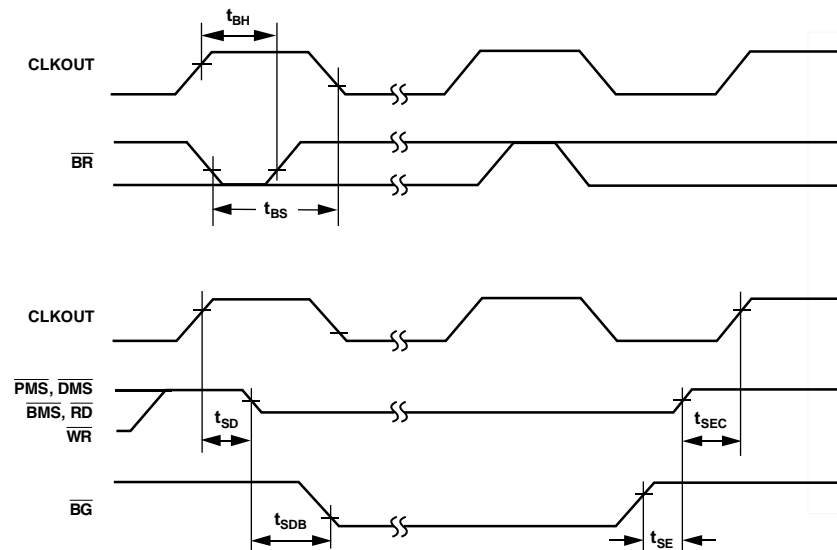 tBH
CLKOUT
BR
tBS
CLKOUT
PMS, DMS
BMS, RD
WR
tSD
tSEC
BG
tSDB
tSE